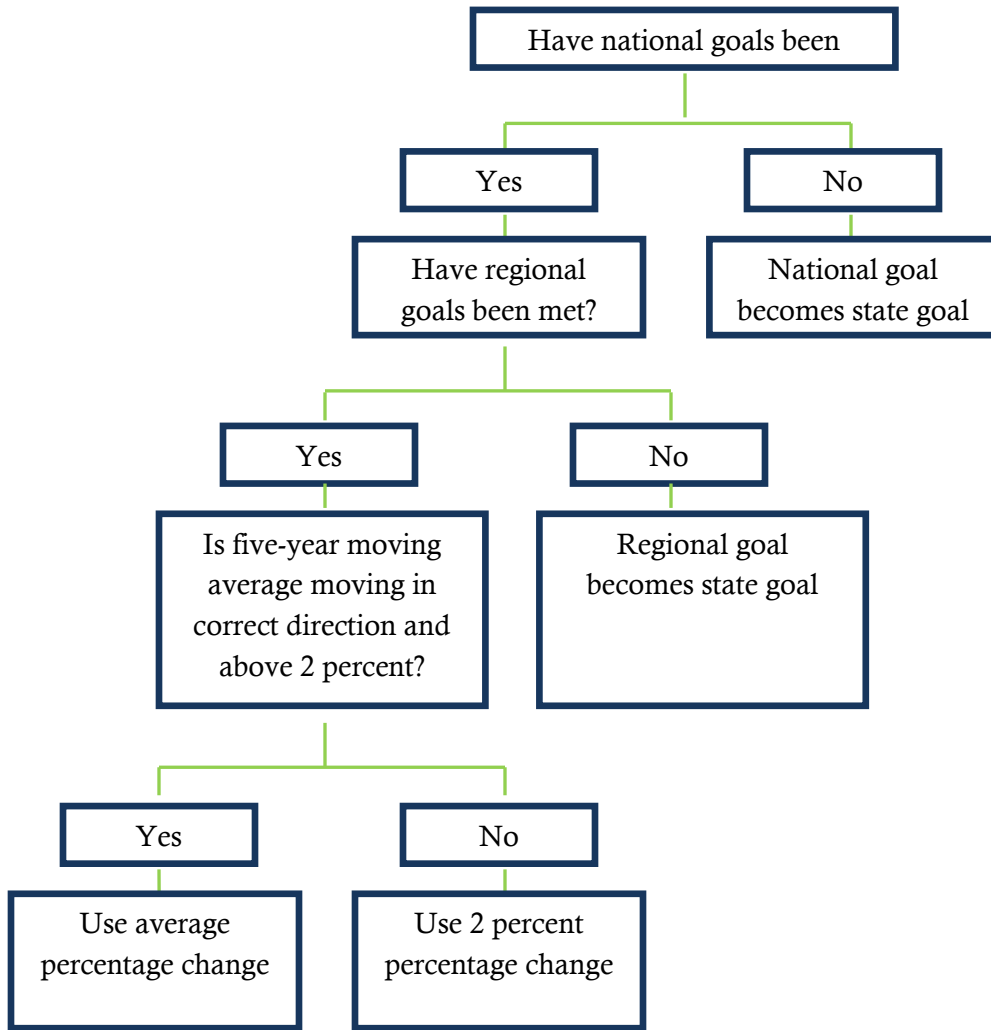 Have national goals been
Yes
No
Have regional
goals been met?
National goal
becomes state goal
Yes
No
Is five-year moving
average moving in
correct direction and
above 2 percent?
Regional goal
becomes state goal
Yes
No
Use average
percentage change
Use 2 percent
percentage change